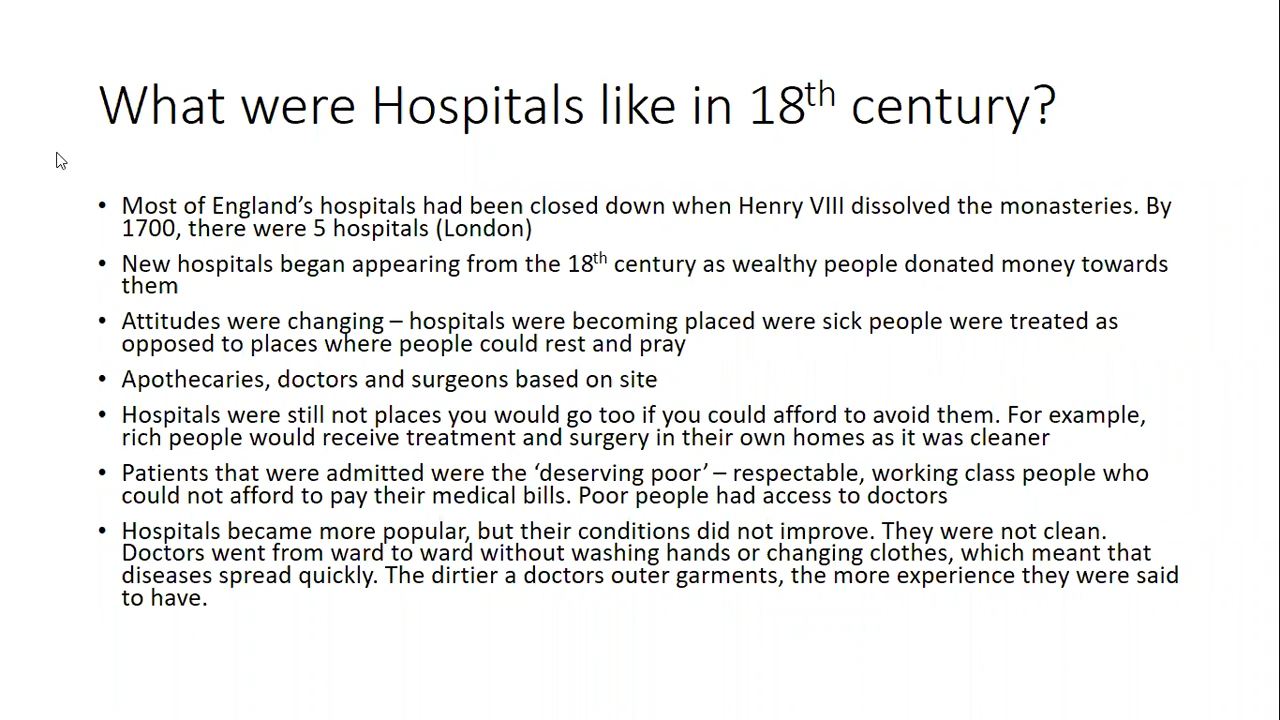 What were Hospitals like in 18th century?
• Most of England’s hospitals had been closed down when Henry VIII dissolved the monasteries. By
1700, there were 5 hospitals (London)
• New hospitals began appearing from the 18th century as wealthy people donated money towards
them
• Attitudes were changing – hospitals were becoming placed were sick people were treated as
opposed to places where people could rest and pray
• Apothecaries, doctors and surgeons based on site
• Hospitals were still not places you would go too if you could afford to avoid them. For example,
rich people would receive treatment and surgery in their own homes as it was cleaner
• Patients that were admitted were the ‘deserving poor’ – respectable, working class people who
could not afford to pay their medical bills. Poor people had access to doctors
• Hospitals became more popular, but their conditions did not improve. They were not clean.
Doctors went from ward to ward without washing hands or changing clothes, which meant that
diseases spread quickly. The dirtier a doctors outer garments, the more experience they were said
to have.